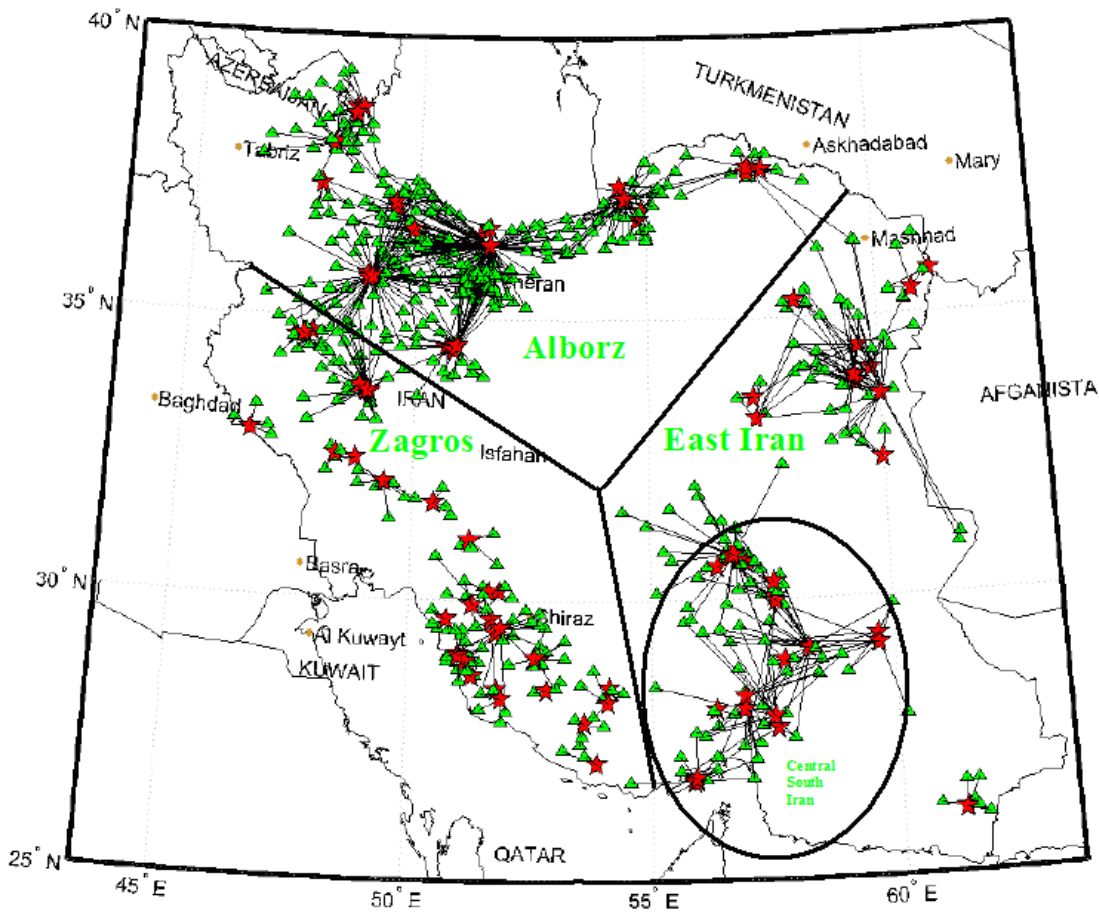 40° N
AZERBAIJAN
TURKMENISTAN
Tabriz
Askhadabad
Mary
Mashhad
35° N
heran
Alborz
AFGANISTA
Baghdad
IRAN
Zagros
Isfahan
East Iran
Basra
30° N
Shiraz
Al Kuwayt
KUWAIT
Central
South
Iran
QATAR
25° N
45° E
50° E
55° E
60° E